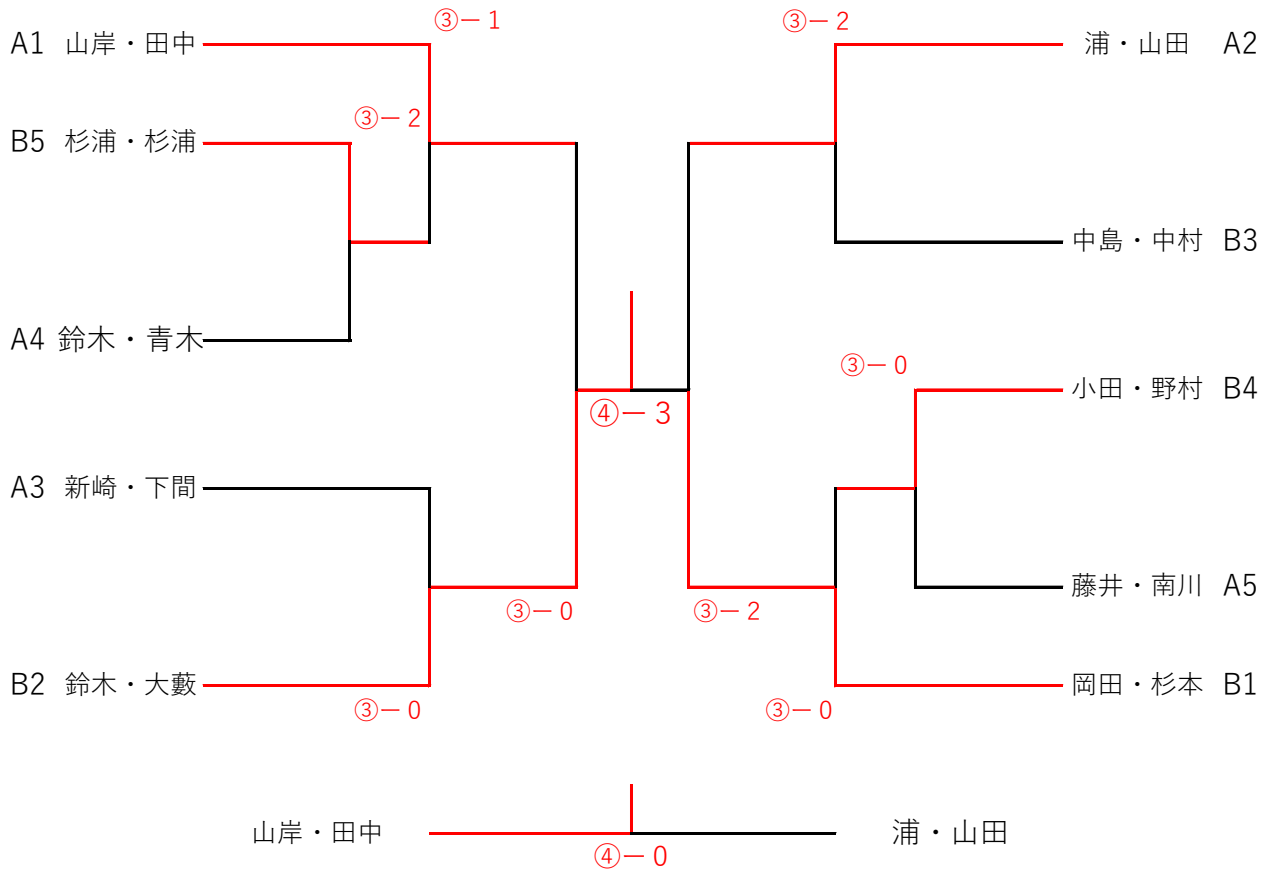 ③－1
③－2
A1 山岸・田中
浦・山田 A2
③－2
B5 杉浦・杉浦
中島・中村 B3
A4 鈴木・青木
③－0
小田・野村 B4
④－3
A3 新崎・下間
藤井・南川 A5
③－0
③－2
B2 鈴木・大藪
岡田・杉本 B1
③－0
③－0
山岸・田中
浦・山田
④－0